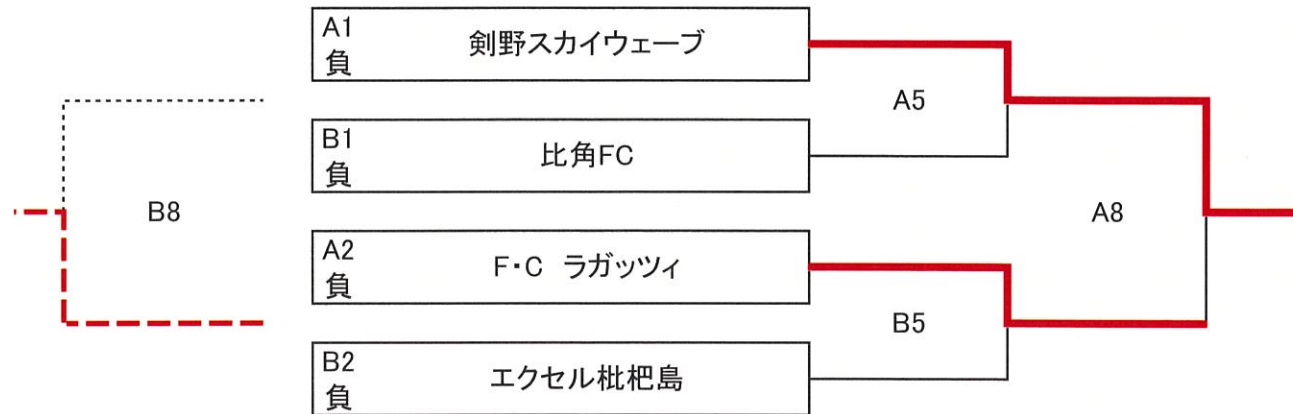 A1
負
剣野スカイウェーブ
A5
B1
負
比角FC
B8
A8
A2
負
F・C ラガッツィ
B5
B2
負
エクセル枇杷島